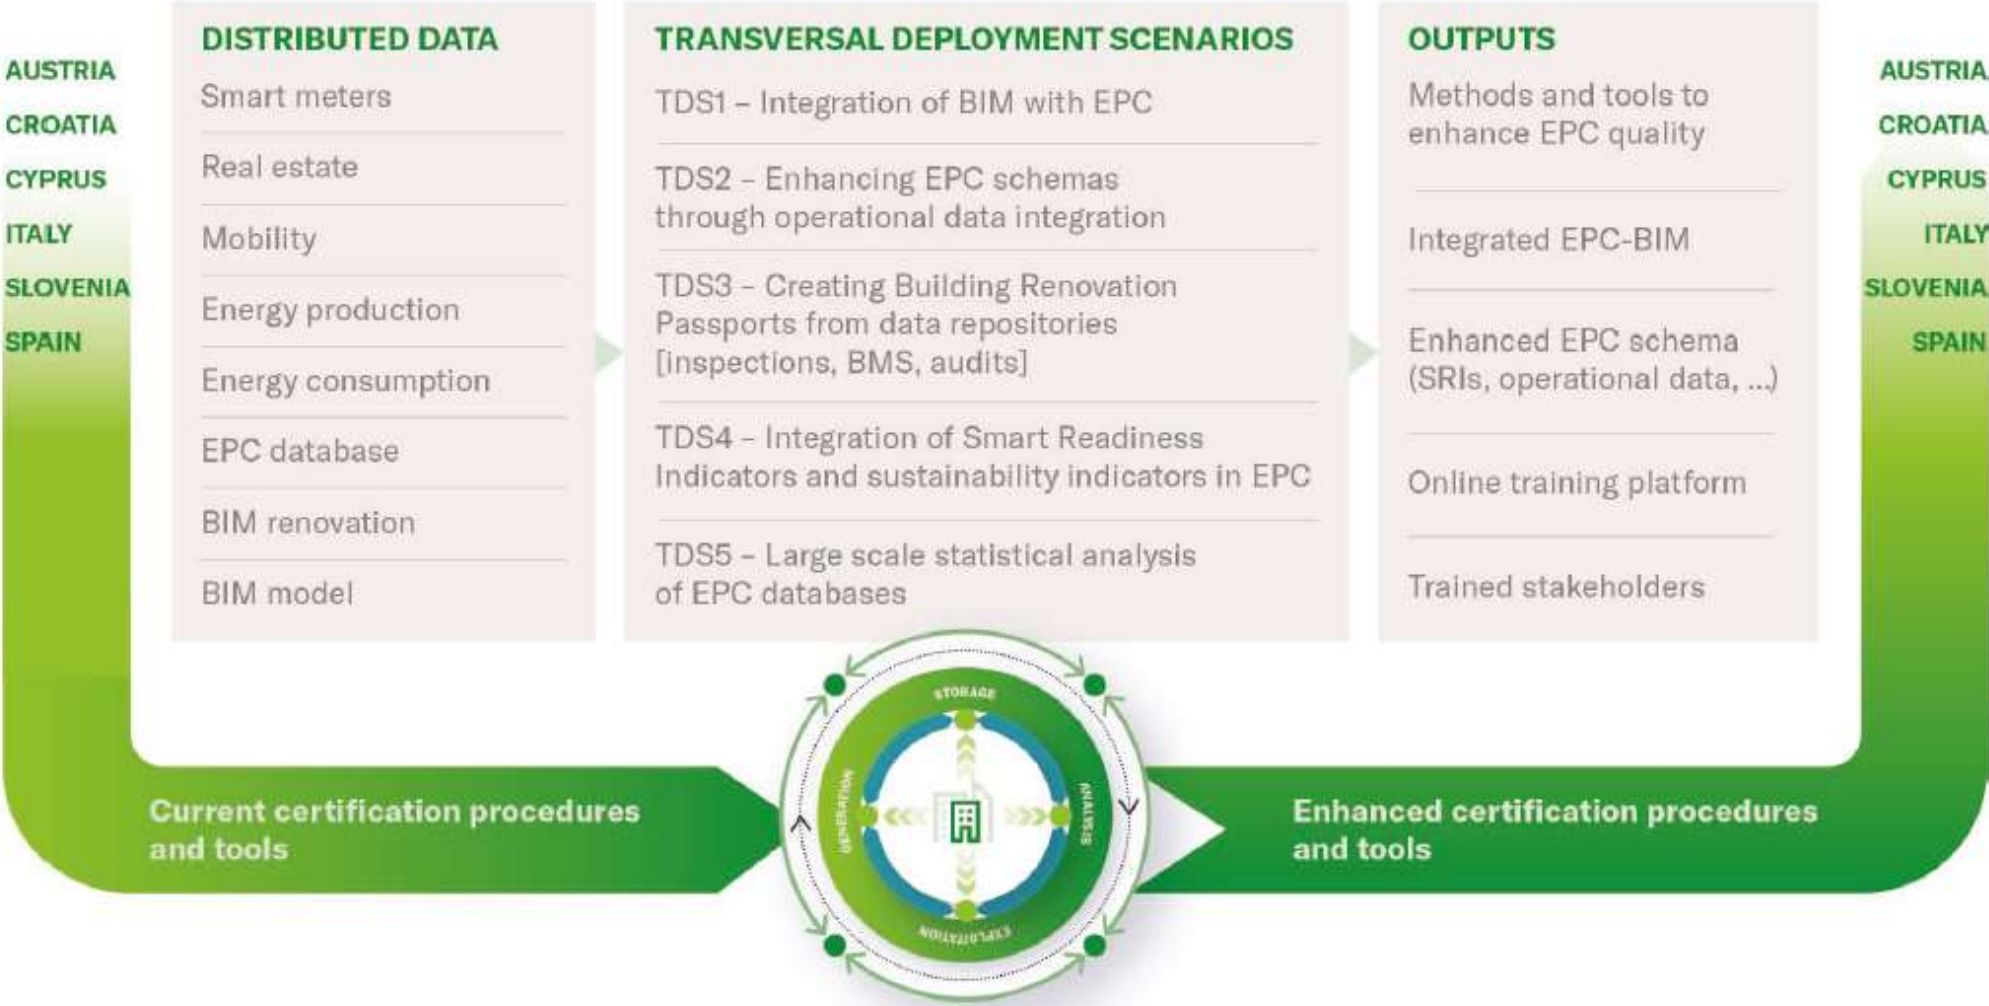 AUSTRIA
CROATIA
CYPRUS
ITALY
SLOVENIA
SPAIN
DISTRIBUTED DATA
Smart meters
Real estate
Mobility
Energy production
Energy consumption
EPC database
BIM renovation
BIM model
TRANSVERSAL DEPLOYMENT SCENARIOS
TDS1 – Integration of BIM with EPC
TDS2 – Enhancing EPC schemas
through operational data integration
TDS3 – Creating Building Renovation
Passports from data repositories
[inspections, BMS, audits]
TDS4 – Integration of Smart Readiness
Indicators and sustainability indicators in EPC
TDS5 – Large scale statistical analysis
of EPC databases
OUTPUTS
Methods and tools to
enhance EPC quality
Integrated EPC-BIM
Enhanced EPC schema
(SRIs, operational data, ...)
Online training platform
Trained stakeholders
AUSTRIA
CROATIA
CYPRUS
ITALY
SLOVENIA
SPAIN
Current certification procedures
and tools
STORAGE
GENERATION
ANALYSIS
EXPLOITATION
Enhanced certification procedures
and tools